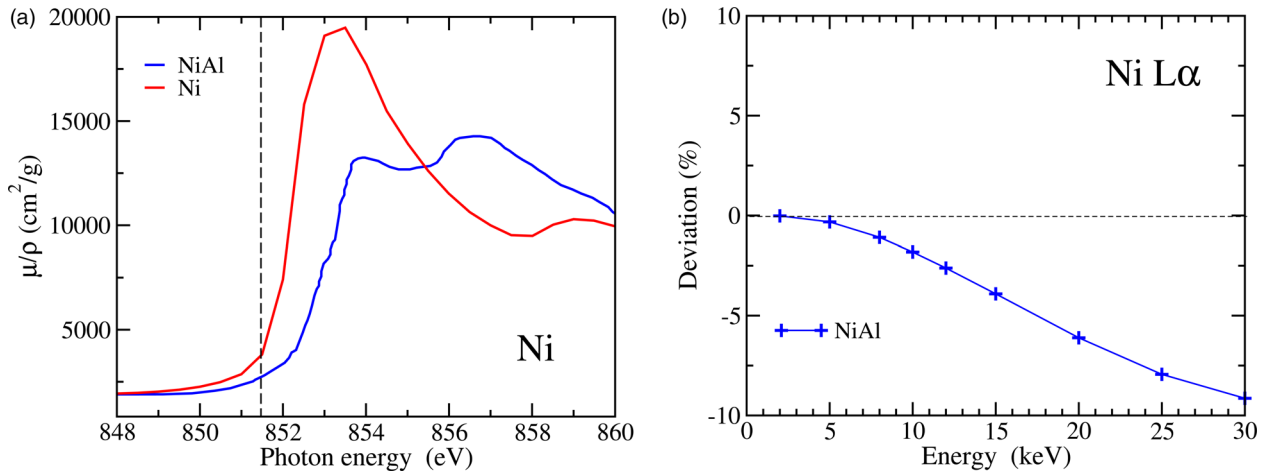 (a)
20000
15000
10000
5000
μ/ρ (cm²/g)
NiAl
Ni
Ni
848 850 852 854 856 858 860
Photon energy (eV)
(b)
10
5
0
-5
-10
Deviation (%)
Ni Lα
NiAl
0 5 10 15 20 25 30
Energy (keV)